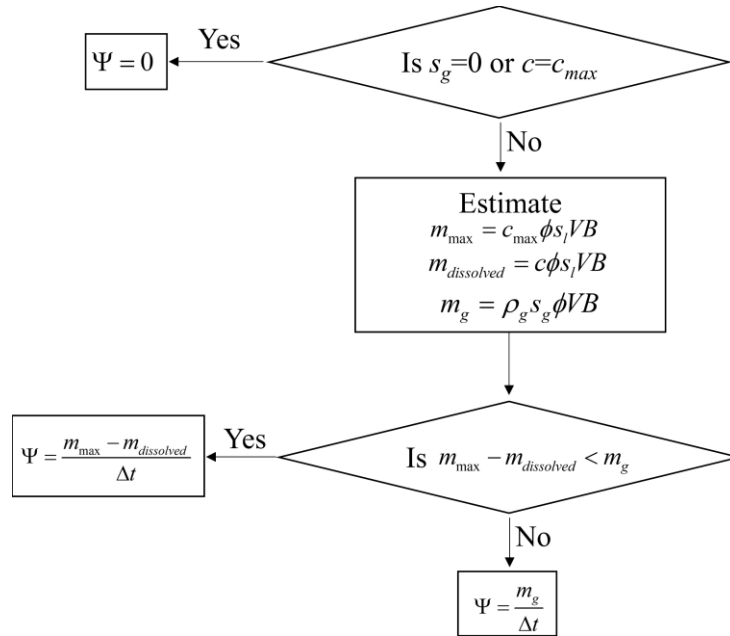 Yes
Ψ = 0
Is s_g=0 or c=c_max
No
Estimate
m_max = c_max ϕ s_l VB
m_dissolved = cϕ s_l VB
m_g = ρ_g s_g ϕVB
Yes
Ψ = (m_max − m_dissolved) / Δt
Is m_max − m_dissolved < m_g
No
Ψ = m_g / Δt